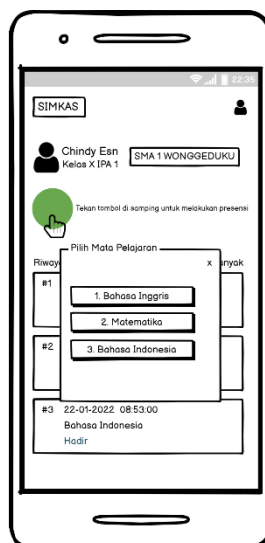 22:35
SIMKAS
Chindy Esn
Kelas X IPA 1
SMA 1 WONGGEDUKU
Tekan tombol di samping untuk melakukan presensi
Pilih Mata Pelajaran
x
#1
1. Bahasa Inggris
2. Matematika
#2
3. Bahasa Indonesia
#3 22-01-2022 08:53:00
Bahasa Indonesia
Hadir